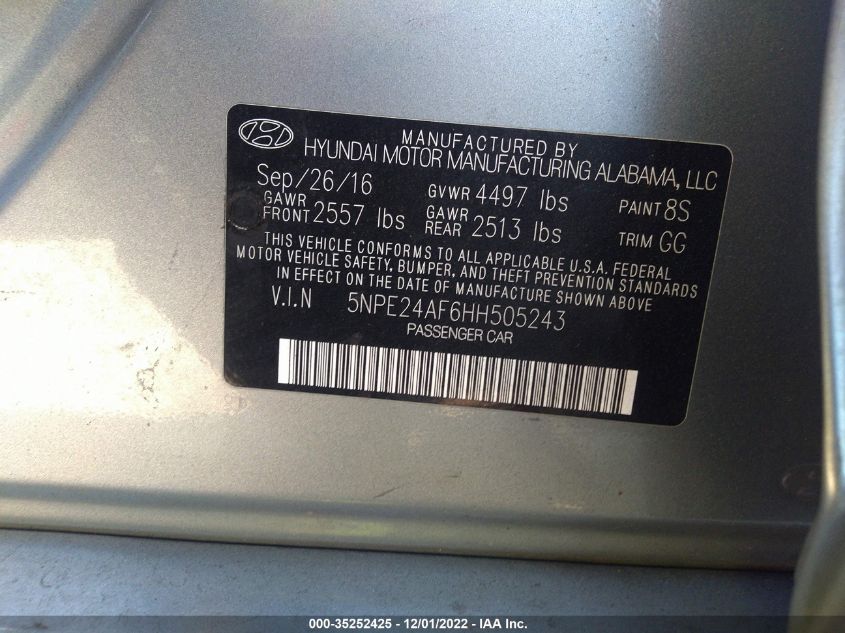 MANUFACTURED BY
HYUNDAI MOTOR MANUFACTURING ALABAMA, LLC
Sep/26/16 GVWR 4497 lbs PAINT 8S
GAWR FRONT 2557 lbs GAWR REAR 2513 lbs TRIM GG
THIS VEHICLE CONFORMS TO ALL APPLICABLE U.S.A. FEDERAL
MOTOR VEHICLE SAFETY, BUMPER, AND THEFT PREVENTION STANDARDS
IN EFFECT ON THE DATE OF MANUFACTURE SHOWN ABOVE
V.I.N 5NPE24AF6HH505243
PASSENGER CAR
000-35252425 - 12/01/2022 - IAA Inc.